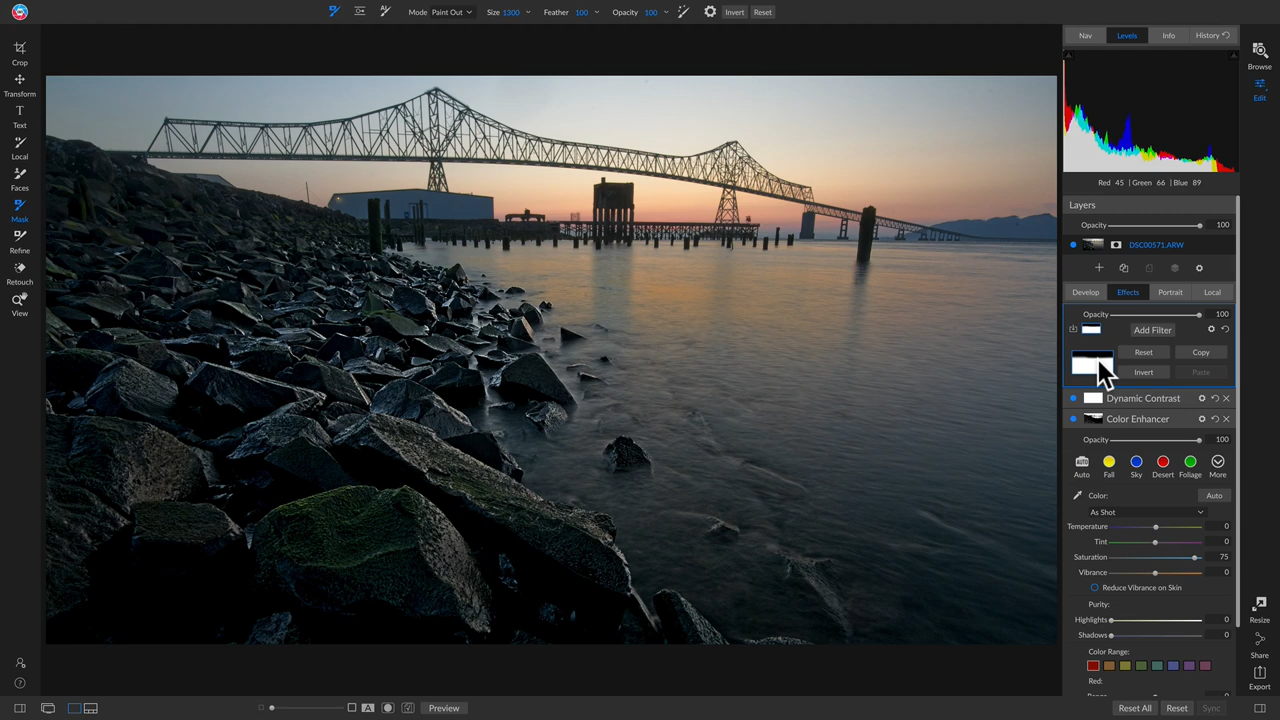 Mode Paint Out Size 1300 Feather 100 Opacity 100 Invert Reset
Crop
Transform
Text
Local
Faces
Mask
Refine
Retouch
View
Nav Levels Info History
Red 45 | Green 66 | Blue 89
Layers
Opacity 100
DSC00571.ARW
Develop Effects Portrait Local
Opacity 100
Add Filter
Reset Copy
Invert Paste
Dynamic Contrast
Color Enhancer
Opacity 100
AUTO
Auto Fall Sky Desert Foliage More
Color: Auto
As Shot
Temperature 0
Tint 0
Saturation 75
Vibrance 0
Reduce Vibrance on Skin
Purity:
Highlights 0
Shadows 0
Color Range:
Red:
Browse
Edit
Resize
Share
Export
A Preview
Reset All Reset Sync